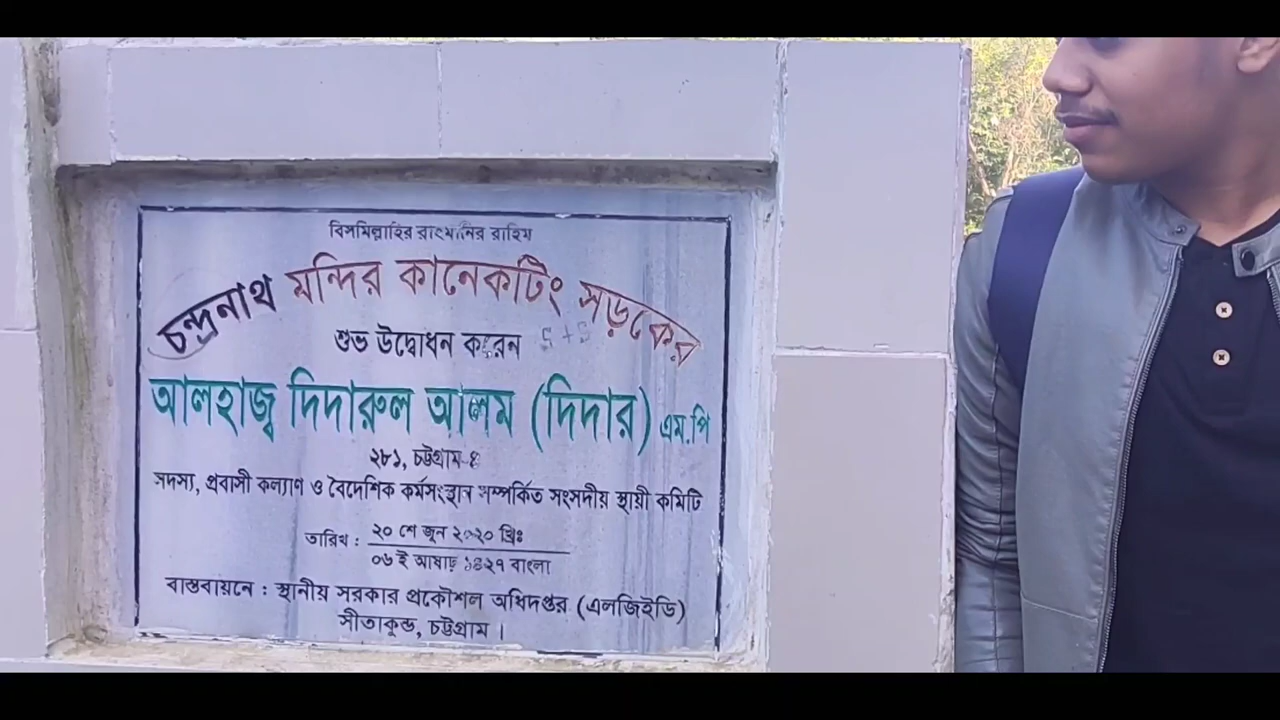 বিসমিল্লাহির রাহমানির রাহিম
চন্দ্রনাথ মন্দির কানেকটিং সড়কের
শুভ উদ্বোধন করেন
আলহাজ্ব দিদারুল আলম (দিদার) এম.পি
২৮১, চট্টগ্রাম-৪
সদস্য, প্রবাসী কল্যাণ ও বৈদেশিক কর্মসংস্থান সম্পর্কিত সংসদীয় স্থায়ী কমিটি
তারিখ : ২০ শে জুন ২০২০ খ্রিঃ
০৬ ই আষাঢ় ১৪২৭ বাংলা
বাস্তবায়নে : স্থানীয় সরকার প্রকৌশল অধিদপ্তর (এলজিইডি)
সীতাকুন্ড, চট্টগ্রাম ।